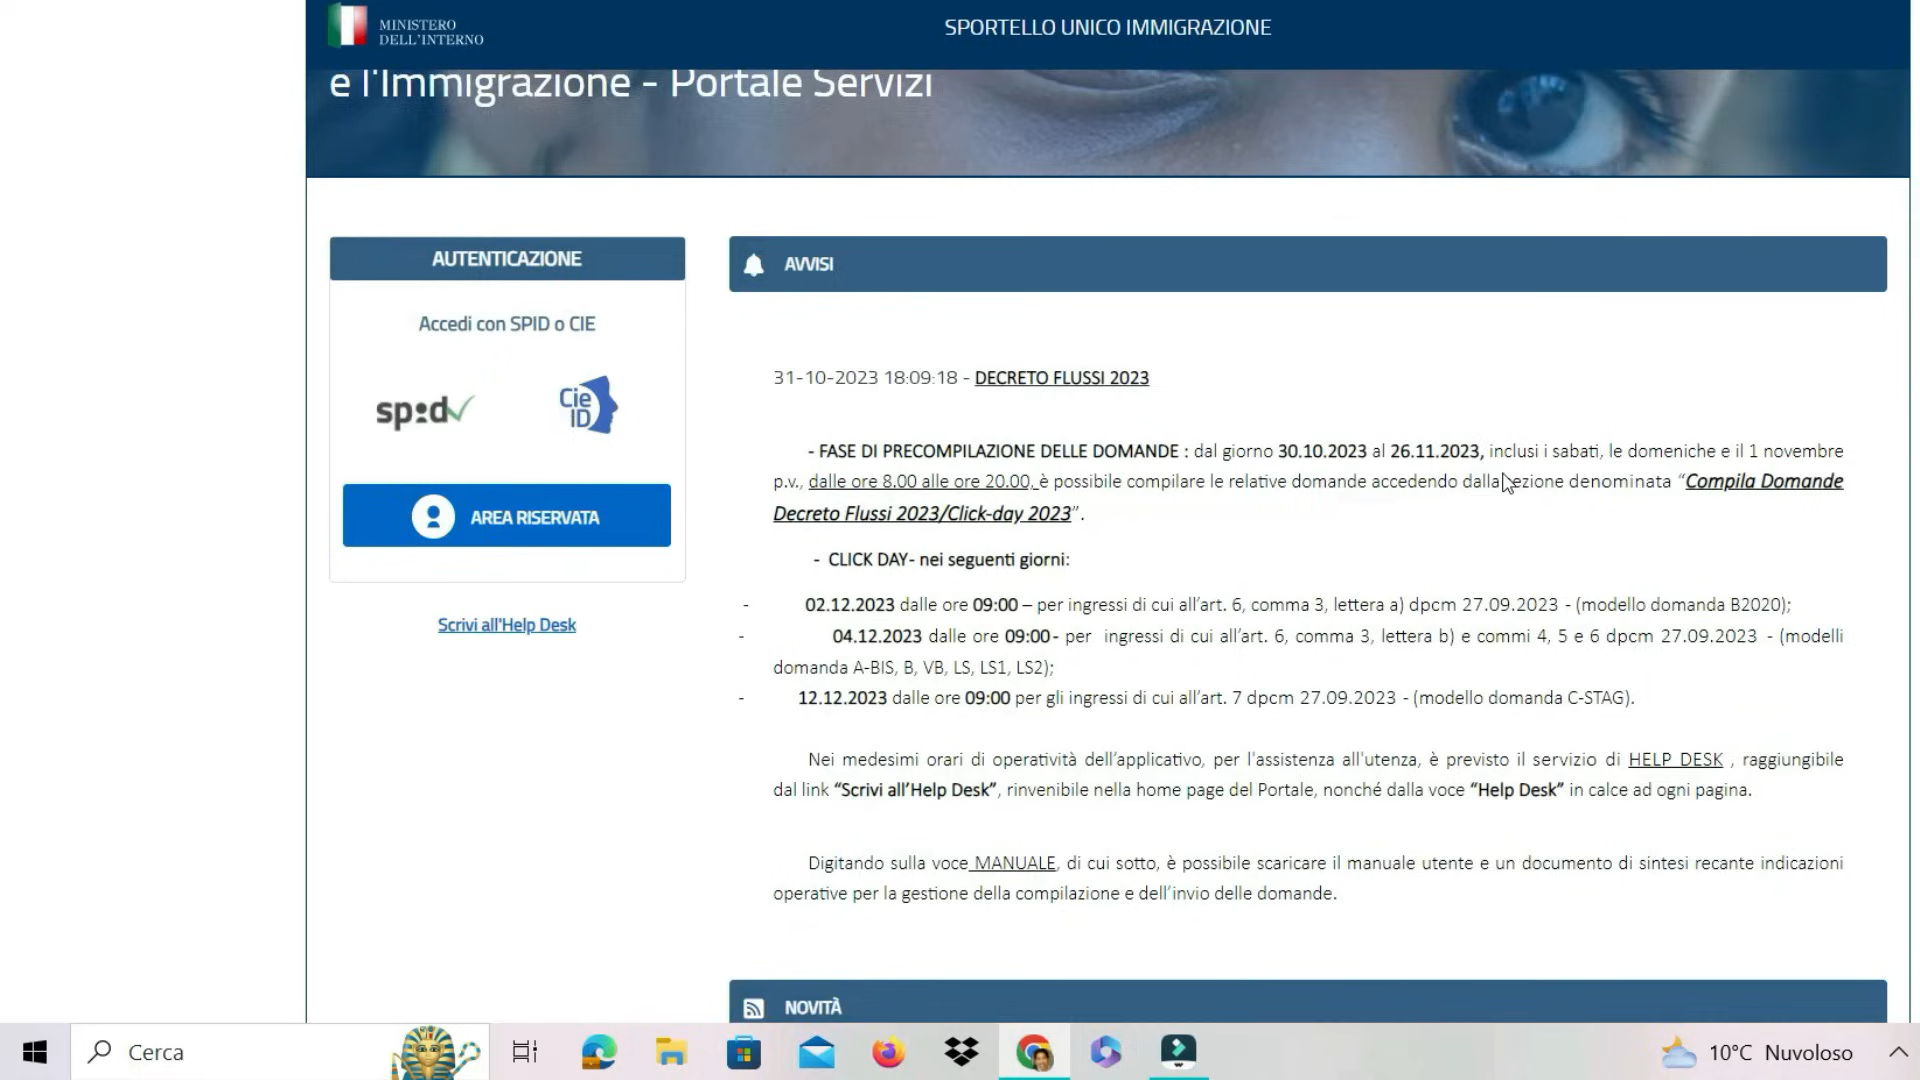 MINISTERO
DELL'INTERNO
SPORTELLO UNICO IMMIGRAZIONE
e l'Immigrazione - Portale Servizi
AUTENTICAZIONE
Accedi con SPID o CIE
spid
Cie
ID
AREA RISERVATA
Scrivi all'Help Desk
AVVISI
31-10-2023 18:09:18 - DECRETO FLUSSI 2023
- FASE DI PRECOMPILAZIONE DELLE DOMANDE : dal giorno 30.10.2023 al 26.11.2023, inclusi i sabati, le domeniche e il 1 novembre
p.v., dalle ore 8.00 alle ore 20.00, è possibile compilare le relative domande accedendo dalla sezione denominata “Compila Domande
Decreto Flussi 2023/Click-day 2023”.
- CLICK DAY- nei seguenti giorni:
- 02.12.2023 dalle ore 09:00 – per ingressi di cui all’art. 6, comma 3, lettera a) dpcm 27.09.2023 - (modello domanda B2020);
- 04.12.2023 dalle ore 09:00 - per ingressi di cui all’art. 6, comma 3, lettera b) e commi 4, 5 e 6 dpcm 27.09.2023 - (modelli
domanda A-BIS, B, VB, LS, LS1, LS2);
- 12.12.2023 dalle ore 09:00 per gli ingressi di cui all’art. 7 dpcm 27.09.2023 - (modello domanda C-STAG).
Nei medesimi orari di operatività dell’applicativo, per l'assistenza all'utenza, è previsto il servizio di HELP DESK , raggiungibile
dal link “Scrivi all’Help Desk”, rinvenibile nella home page del Portale, nonché dalla voce “Help Desk” in calce ad ogni pagina.
Digitando sulla voce MANUALE, di cui sotto, è possibile scaricare il manuale utente e un documento di sintesi recante indicazioni
operative per la gestione della compilazione e dell’invio delle domande.
NOVITÀ
Cerca
10°C Nuvoloso